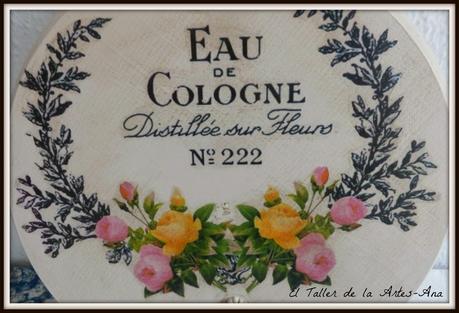 EAU
DE
COLOGNE
Distillée sur Fleurs
Nº 222
El Taller de la Artes-Ana